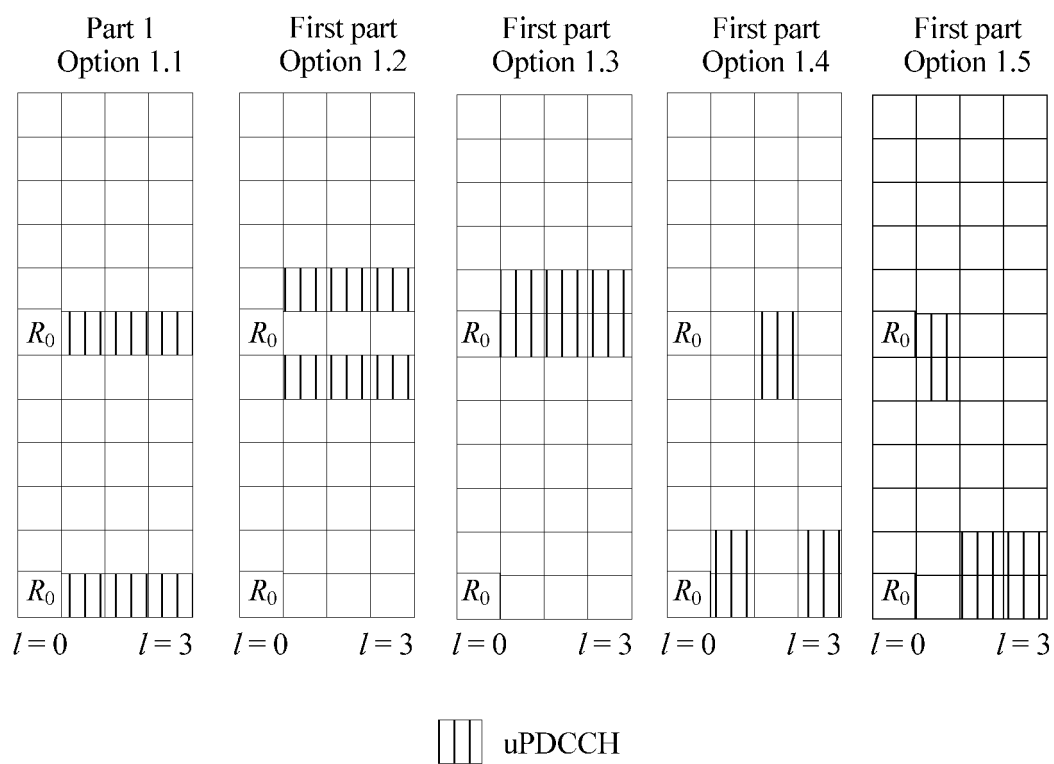 Part 1
Option 1.1
First part
Option 1.2
First part
Option 1.3
First part
Option 1.4
First part
Option 1.5
R0
R0
R0
R0
R0
R0
R0
R0
R0
R0
l = 0 l = 3
l = 0 l = 3
l = 0 l = 3
l = 0 l = 3
l = 0 l = 3
uPDCCH